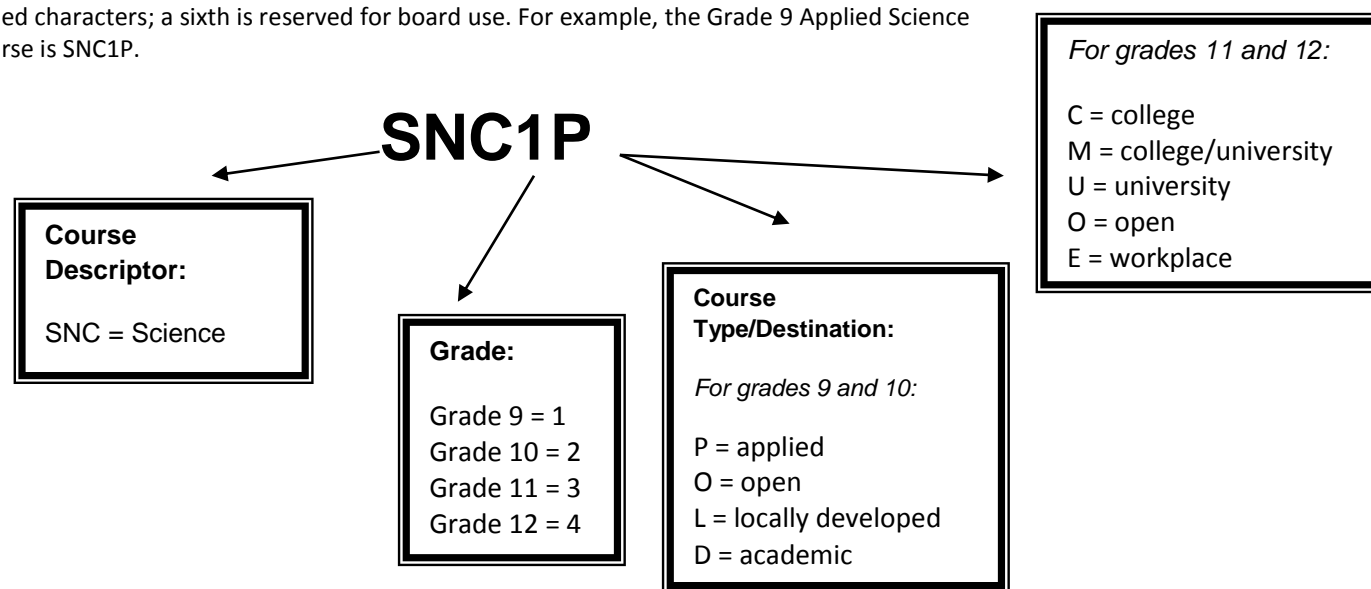 ed characters; a sixth is reserved for board use. For example, the Grade 9 Applied Science
rse is SNC1P.
SNC1P
Course
Descriptor:
SNC = Science
Grade:
Grade 9 = 1
Grade 10 = 2
Grade 11 = 3
Grade 12 = 4
Course
Type/Destination:
For grades 9 and 10:
P = applied
O = open
L = locally developed
D = academic
For grades 11 and 12:
C = college
M = college/university
U = university
O = open
E = workplace